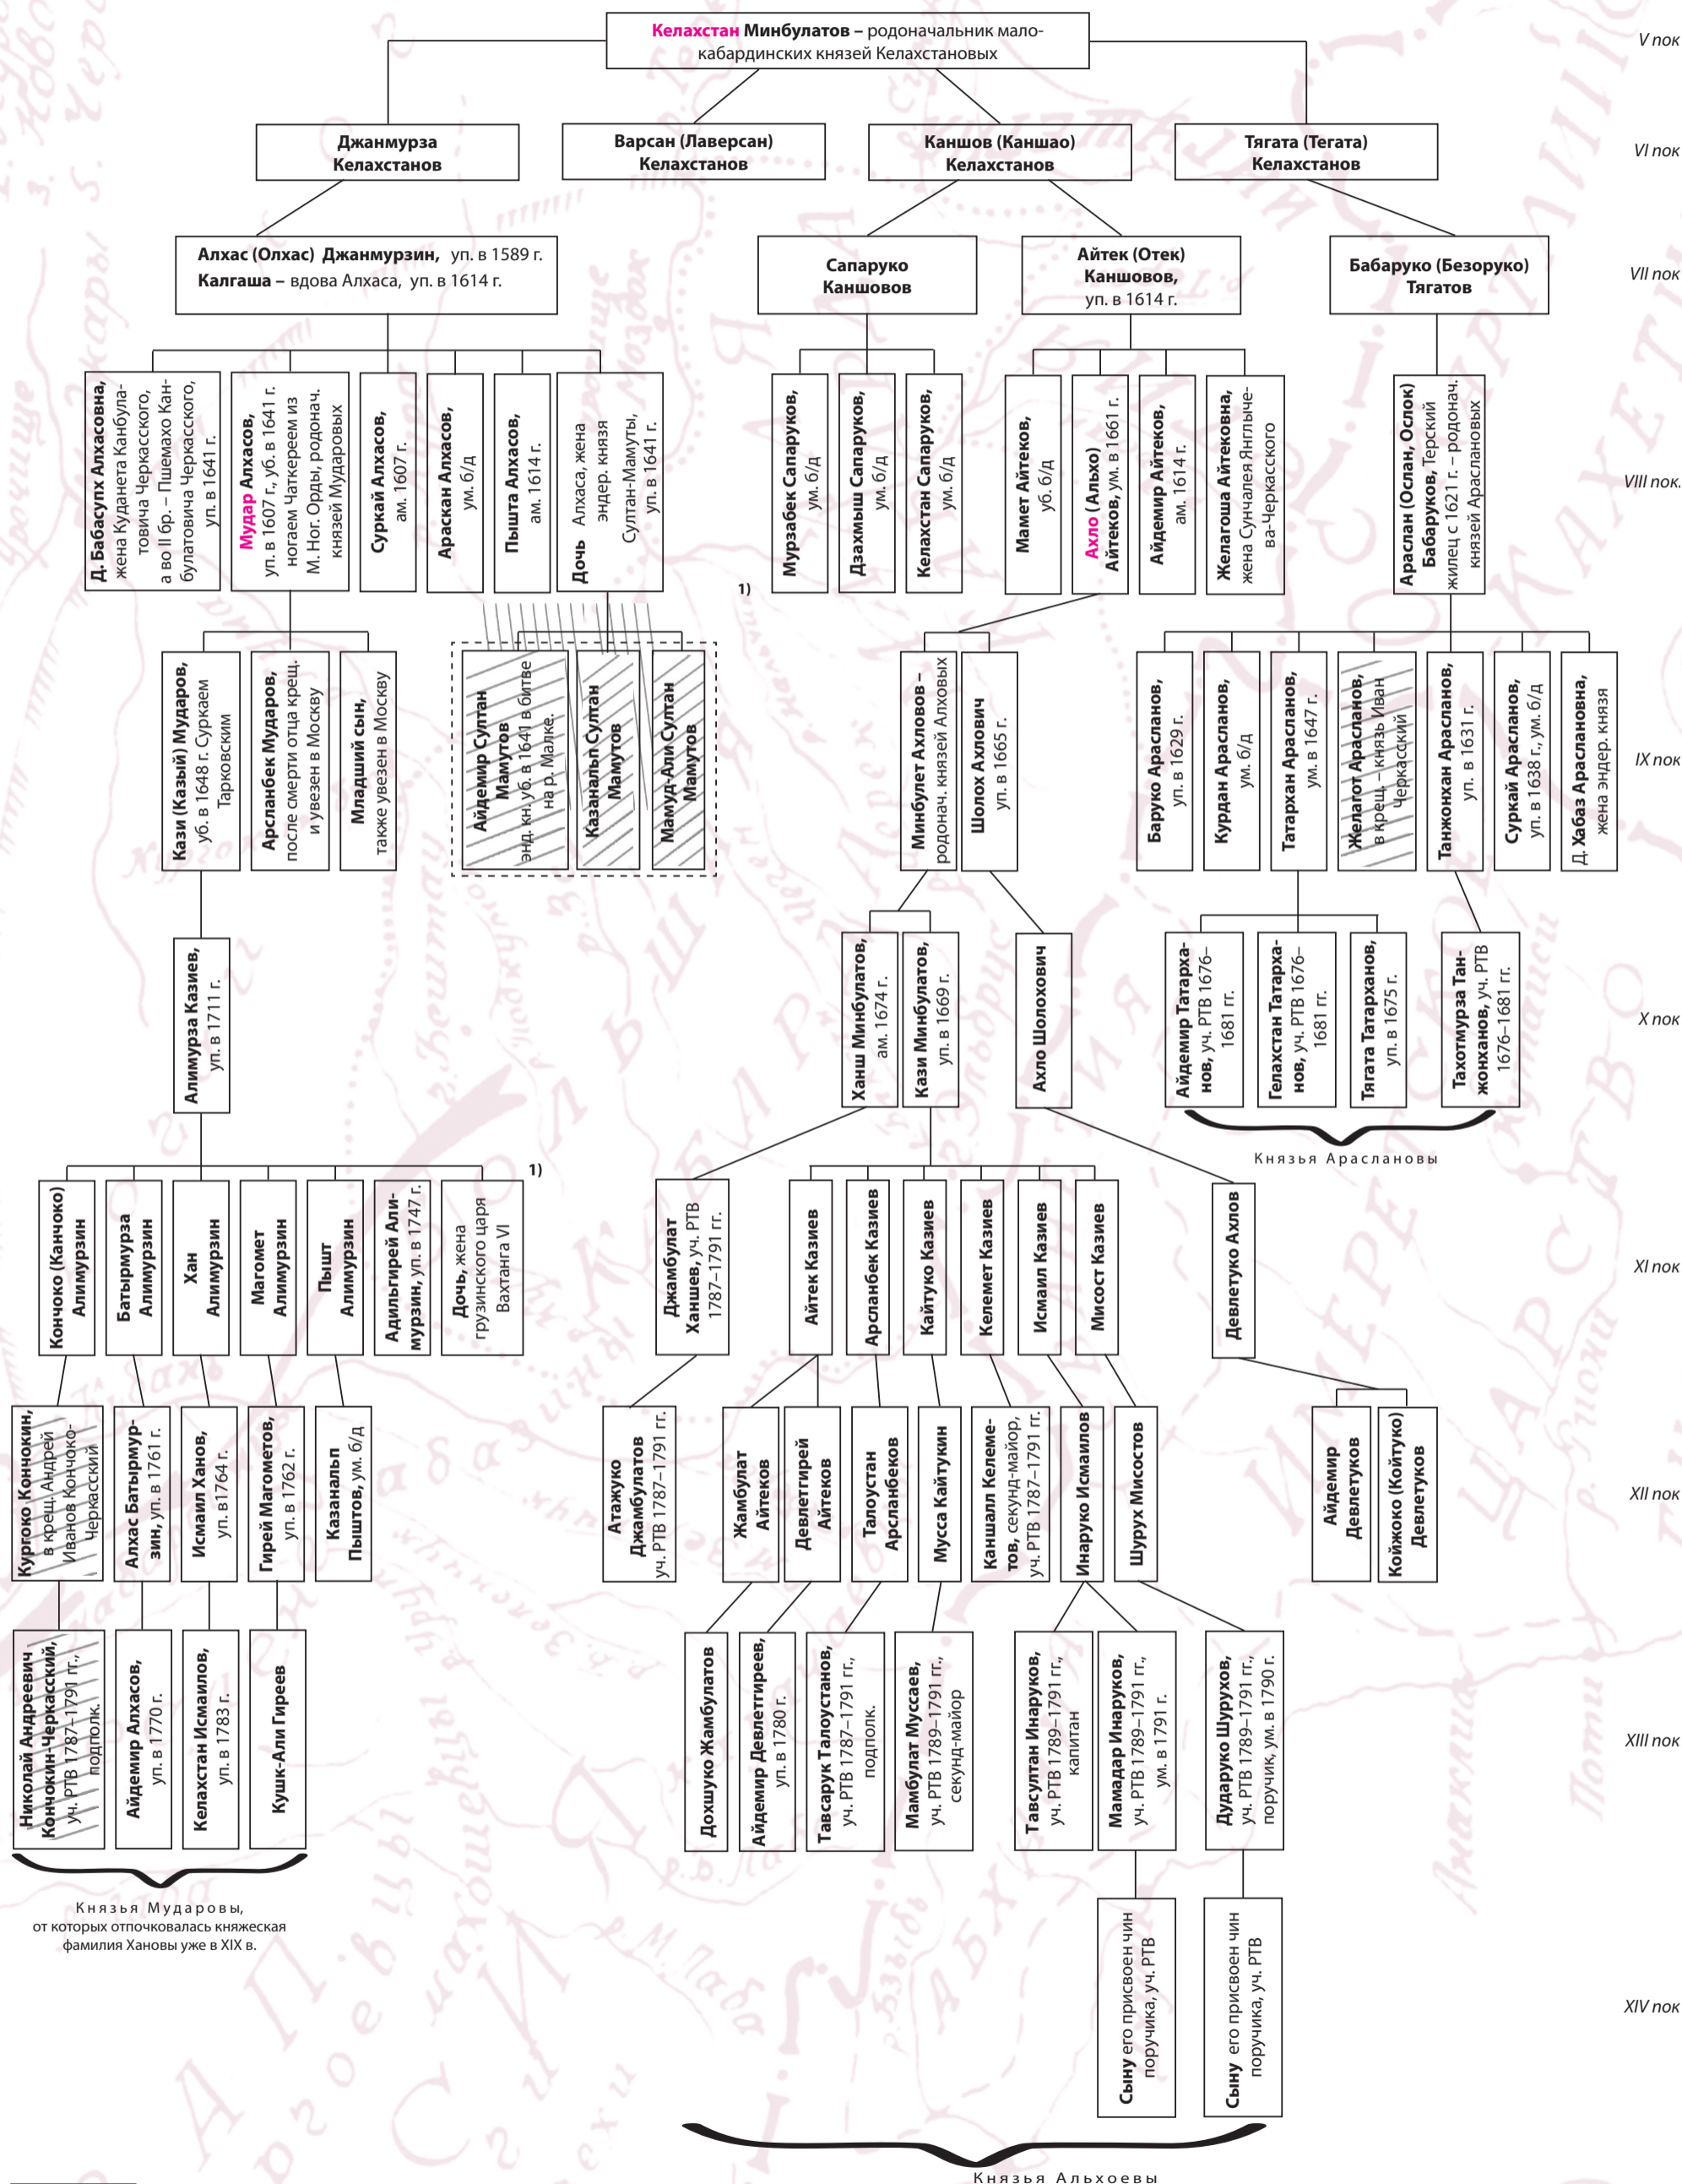 Келахстан Минбулатов – родоначальник мало-
кабардинских князей Келахстановых
V пок
Джанмурза
Келахстанов
Варсан (Лаверсан)
Келахстанов
Каншов (Каншао)
Келахстанов
Тягата (Тегата)
Келахстанов
VI пок
Алхас (Олхас) Джанмурзин, уп. в 1589 г.
Калгаша – вдова Алхаса, уп. в 1614 г.
Сапаруко
Каншовов
Айтек (Отек)
Каншовов,
уп. в 1614 г.
Бабаруко (Безоруко)
Тягатов
VII пок
Д. Бабасупх Алхасовна,
жена Куданета Канбула-
товича Черкасского,
а во II бр. – Пшемахо Кан-
булатовича Черкасского,
уп. в 1641 г.
Мудар Алхасов,
уп. в 1607 г., уб. в 1641 г.
ногаем Чаткереем из
М. Ног. Орды, родонач.
князей Мударовых
Суркай Алхасов,
ам. 1607 г.
Араскан Алхасов,
ум. б/д
Пышта Алхасов,
ам. 1614 г.
Дочь Алхаса, жена
эндер. князя
Султан-Мамуты,
уп. в 1641 г.
1)
Мурзабек Сапаруков,
ум. б/д
Дзахмыш Сапаруков,
ум. б/д
Келахстан Сапаруков,
ум. б/д
Мамет Айтеков,
уб. б/д
Ахло (Альхо)
Айтеков, ум. в 1661 г.
Айдемир Айтеков,
ам. 1614 г.
Желагоша Айтековна,
жена Сунчалея Янглыче-
ва-Черкасского
Араслан (Ослан, Ослок)
Бабаруков, Терский
жилец с 1621 г. – родонач.
князей Араслановых
VIII пок.
Кази (Казый) Мударов,
уб. в 1648 г. Суркаем
Тарковским
Арсланбек Мударов,
после смерти отца крещ.
и увезен в Москву
Младший сын,
также увезен в Москву
Айдемир Султан
Мамутов
энд. кн. уб. в 1641 в битве
на р. Малке.
Казанальп Султан
Мамутов
Мамуд-Али Султан
Мамутов
Минбулет Ахловов –
родонач. князей Алховых
Шолох Ахлович
уп. в 1665 г.
Баруко Арасланов,
уп. в 1629 г.
Курдан Арасланов,
ум. б/д
Татархан Арасланов,
ум. в 1647 г.
Желагот Арасланов,
в крещ. – князь Иван
Черкасский
Танжонхан Арасланов,
уп. в 1631 г.
Суркай Арасланов,
уп. в 1638 г., ум. б/д
Д. Хабаз Араслановна,
жена эндер. князя
IX пок
Алимурза Казиев,
уп. в 1711 г.
Ханш Минбулатов,
ам. 1674 г.
Кази Минбулатов,
уп. в 1669 г.
Ахло Шолохович
Айдемир Татарха-
нов, уч. РТВ 1676–
1681 гг.
Гелахстан Татарха-
нов, уч. РТВ 1676–
1681 гг.
Тягата Татарханов,
уп. в 1675 г.
Тахотмурза Тан-
жонханов, уч. РТВ
1676–1681 гг.
X пок
Князья Араслановы
Кончоко (Канчоко)
Алимурзин
Батырмурза
Алимурзин
Хан
Алимурзин
Магомет
Алимурзин
Пышт
Алимурзин
Адильгирей Али-
мурзин, уп. в 1747 г.
Дочь, жена
грузинского царя
Вахтанга VI
1)
Джамбулат
Ханшев, уч. РТВ
1787–1791 гг.
Айтек Казиев
Арсланбек Казиев
Кайтуко Казиев
Келемет Казиев
Исмаил Казиев
Мисост Казиев
Девлетуко Ахлов
XI пок
Кургоко Кончокин,
в крещ. Андрей
Иванов Кончоко-
Черкасский
Алхас Батырмур-
зин, уп. в 1761 г.
Исмаил Ханов,
уп. в1764 г.
Гирей Магометов,
уп. в 1762 г.
Казанальп
Пыштов, ум. б/д
Атажуко
Джамбулатов
уч. РТВ 1787–1791 гг.
Жамбулат
Айтеков
Девлетгирей
Айтеков
Талоустан
Арсланбеков
Мусса Кайтукин
Каншалл Келеме-
тов, секунд-майор,
уч. РТВ 1787–1791 гг.
Инаруко Исмаилов
Шурух Мисостов
Айдемир
Девлетуков
Койжоко (Койтуко)
Девлетуков
XII пок
Николай Андреевич
Кончокин-Черкасский,
уч. РТВ 1787–1791 гг.,
подполк.
Айдемир Алхасов,
уп. в 1770 г.
Келахстан Исмаилов,
уп. в 1783 г.
Кушк-Али Гиреев
Дохшуко Жамбулатов
Айдемир Девлетгиреев,
уп. в 1780 г.
Тавсарук Талоустанов,
уч. РТВ 1787–1791 гг.,
подполк.
Мамбулат Муссаев,
уч. РТВ 1789–1791 гг.,
секунд-майор
Тавсултан Инаруков,
уч. РТВ 1789–1791 гг.,
капитан
Мамадар Инаруков,
уч. РТВ 1789–1791 гг.,
ум. в 1791 г.
Дударуко Шурухов,
уч. РТВ 1789–1791 гг.,
поручик, ум. в 1790 г.
XIII пок
Князья Мударовы,
от которых отпочковалась княжеская
фамилия Хановы уже в XIX в.
Сыну его присвоен чин
поручика, уч. РТВ
Сыну его присвоен чин
поручика, уч. РТВ
XIV пок
Князья Альхоевы